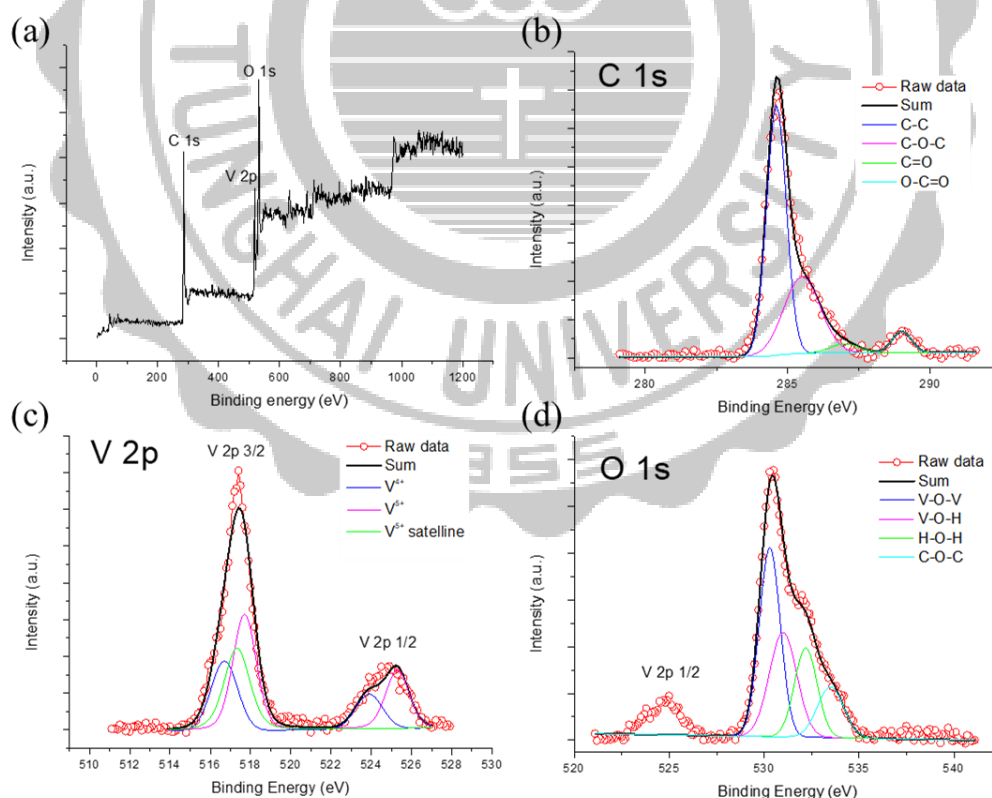 (a)
O 1s
C 1s
V 2p
Intensity (a.u.)
0 200 400 600 800 1000 1200
Binding energy (eV)
(b)
C 1s
Raw data
Sum
C-C
C-O-C
C=O
O-C=O
Intensity (a.u.)
280 285 290
Binding Energy (eV)
TUNGHAI UNIVERSITY
1955
(c)
V 2p
V 2p 3/2
V 2p 1/2
Raw data
Sum
V⁴⁺
V⁵⁺
V⁵⁺ satelline
Intensity (a.u.)
510 512 514 516 518 520 522 524 526 528 530
Binding Energy (eV)
(d)
O 1s
V 2p 1/2
Raw data
Sum
V-O-V
V-O-H
H-O-H
C-O-C
Intensity (a.u.)
520 525 530 535 540
Binding Energy (eV)